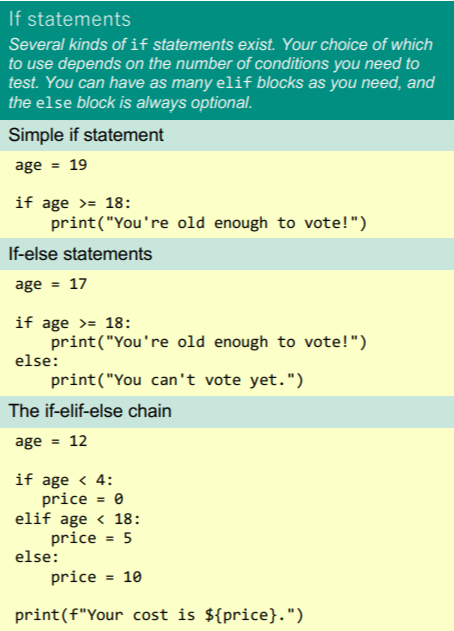 If statements
Several kinds of if statements exist. Your choice of which
to use depends on the number of conditions you need to
test. You can have as many elif blocks as you need, and
the else block is always optional.
Simple if statement
age = 19
if age >= 18:
    print("You're old enough to vote!")
If-else statements
age = 17
if age >= 18:
    print("You're old enough to vote!")
else:
    print("You can't vote yet.")
The if-elif-else chain
age = 12
if age < 4:
   price = 0
elif age < 18:
    price = 5
else:
    price = 10
print(f"Your cost is ${price}.")